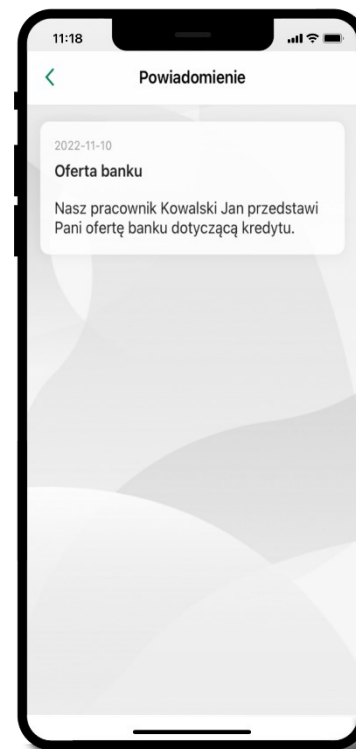 11:18
Powiadomienie
2022-11-10
Oferta banku
Nasz pracownik Kowalski Jan przedstawi
Pani ofertę banku dotyczącą kredytu.